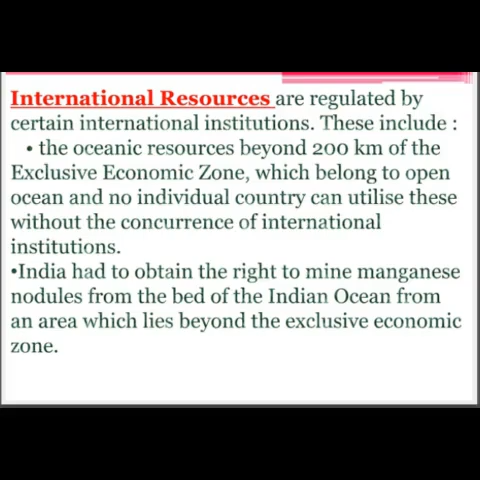 International Resources are regulated by
certain international institutions. These include :
• the oceanic resources beyond 200 km of the
Exclusive Economic Zone, which belong to open
ocean and no individual country can utilise these
without the concurrence of international
institutions.
•India had to obtain the right to mine manganese
nodules from the bed of the Indian Ocean from
an area which lies beyond the exclusive economic
zone.